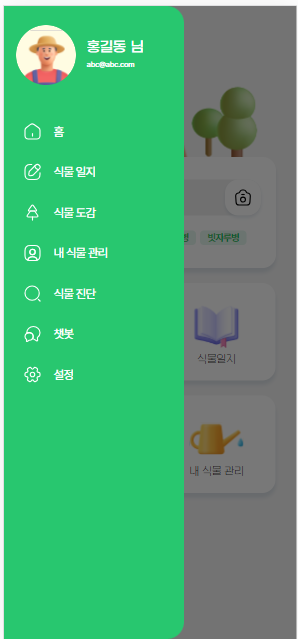 홍길동 님
abc@abc.com
홈
식물 일지
식물 도감
내 식물 관리
식물 진단
챗봇
설정
병
빗자루병
식물일지
내 식물 관리